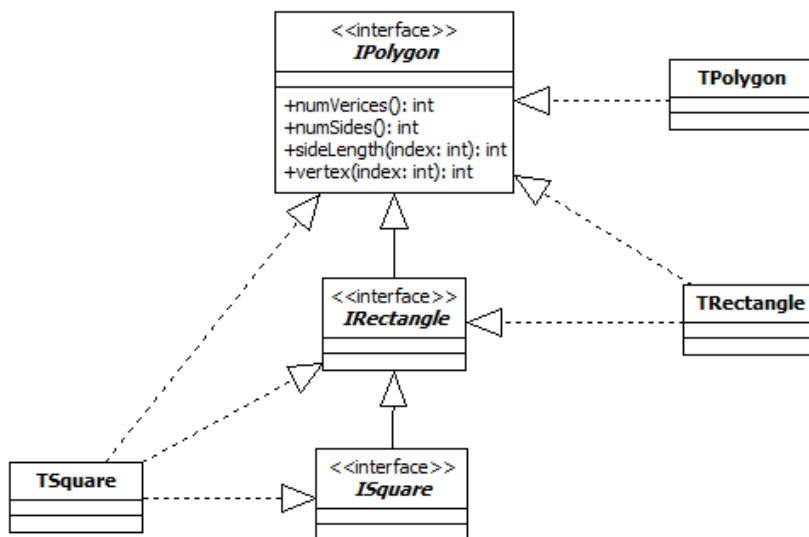 <<interface>>
IPolygon
+numVerices(): int
+numSides(): int
+sideLength(index: int): int
+vertex(index: int): int
TPolygon
<<interface>>
IRectangle
TRectangle
TSquare
<<interface>>
ISquare